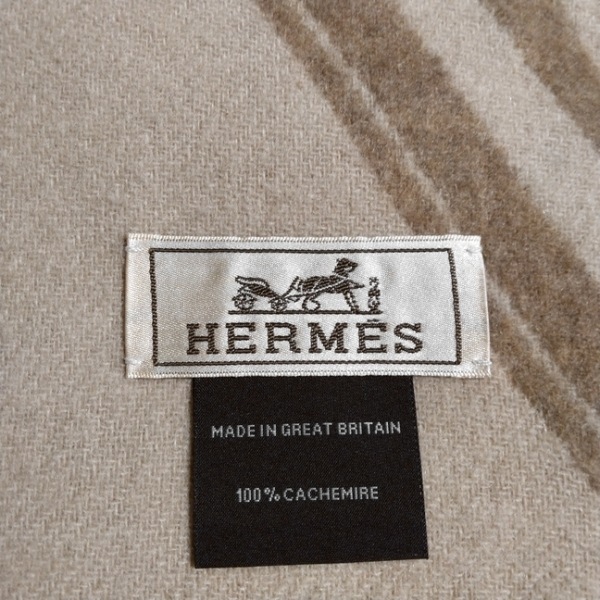 HERMÈS
MADE IN GREAT BRITAIN
100% CACHEMIRE